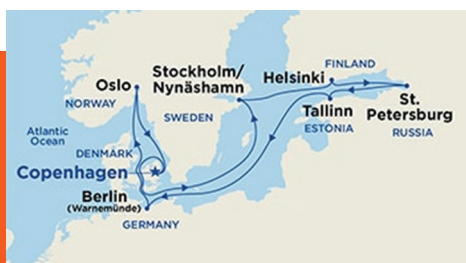 FINLAND
Stockholm/
Nynäshamn
Helsinki
Oslo
NORWAY
St.
Petersburg
RUSSIA
Tallinn
ESTONIA
SWEDEN
Atlantic
Ocean
DENMARK
Copenhagen
Berlin
(Warnemünde)
GERMANY